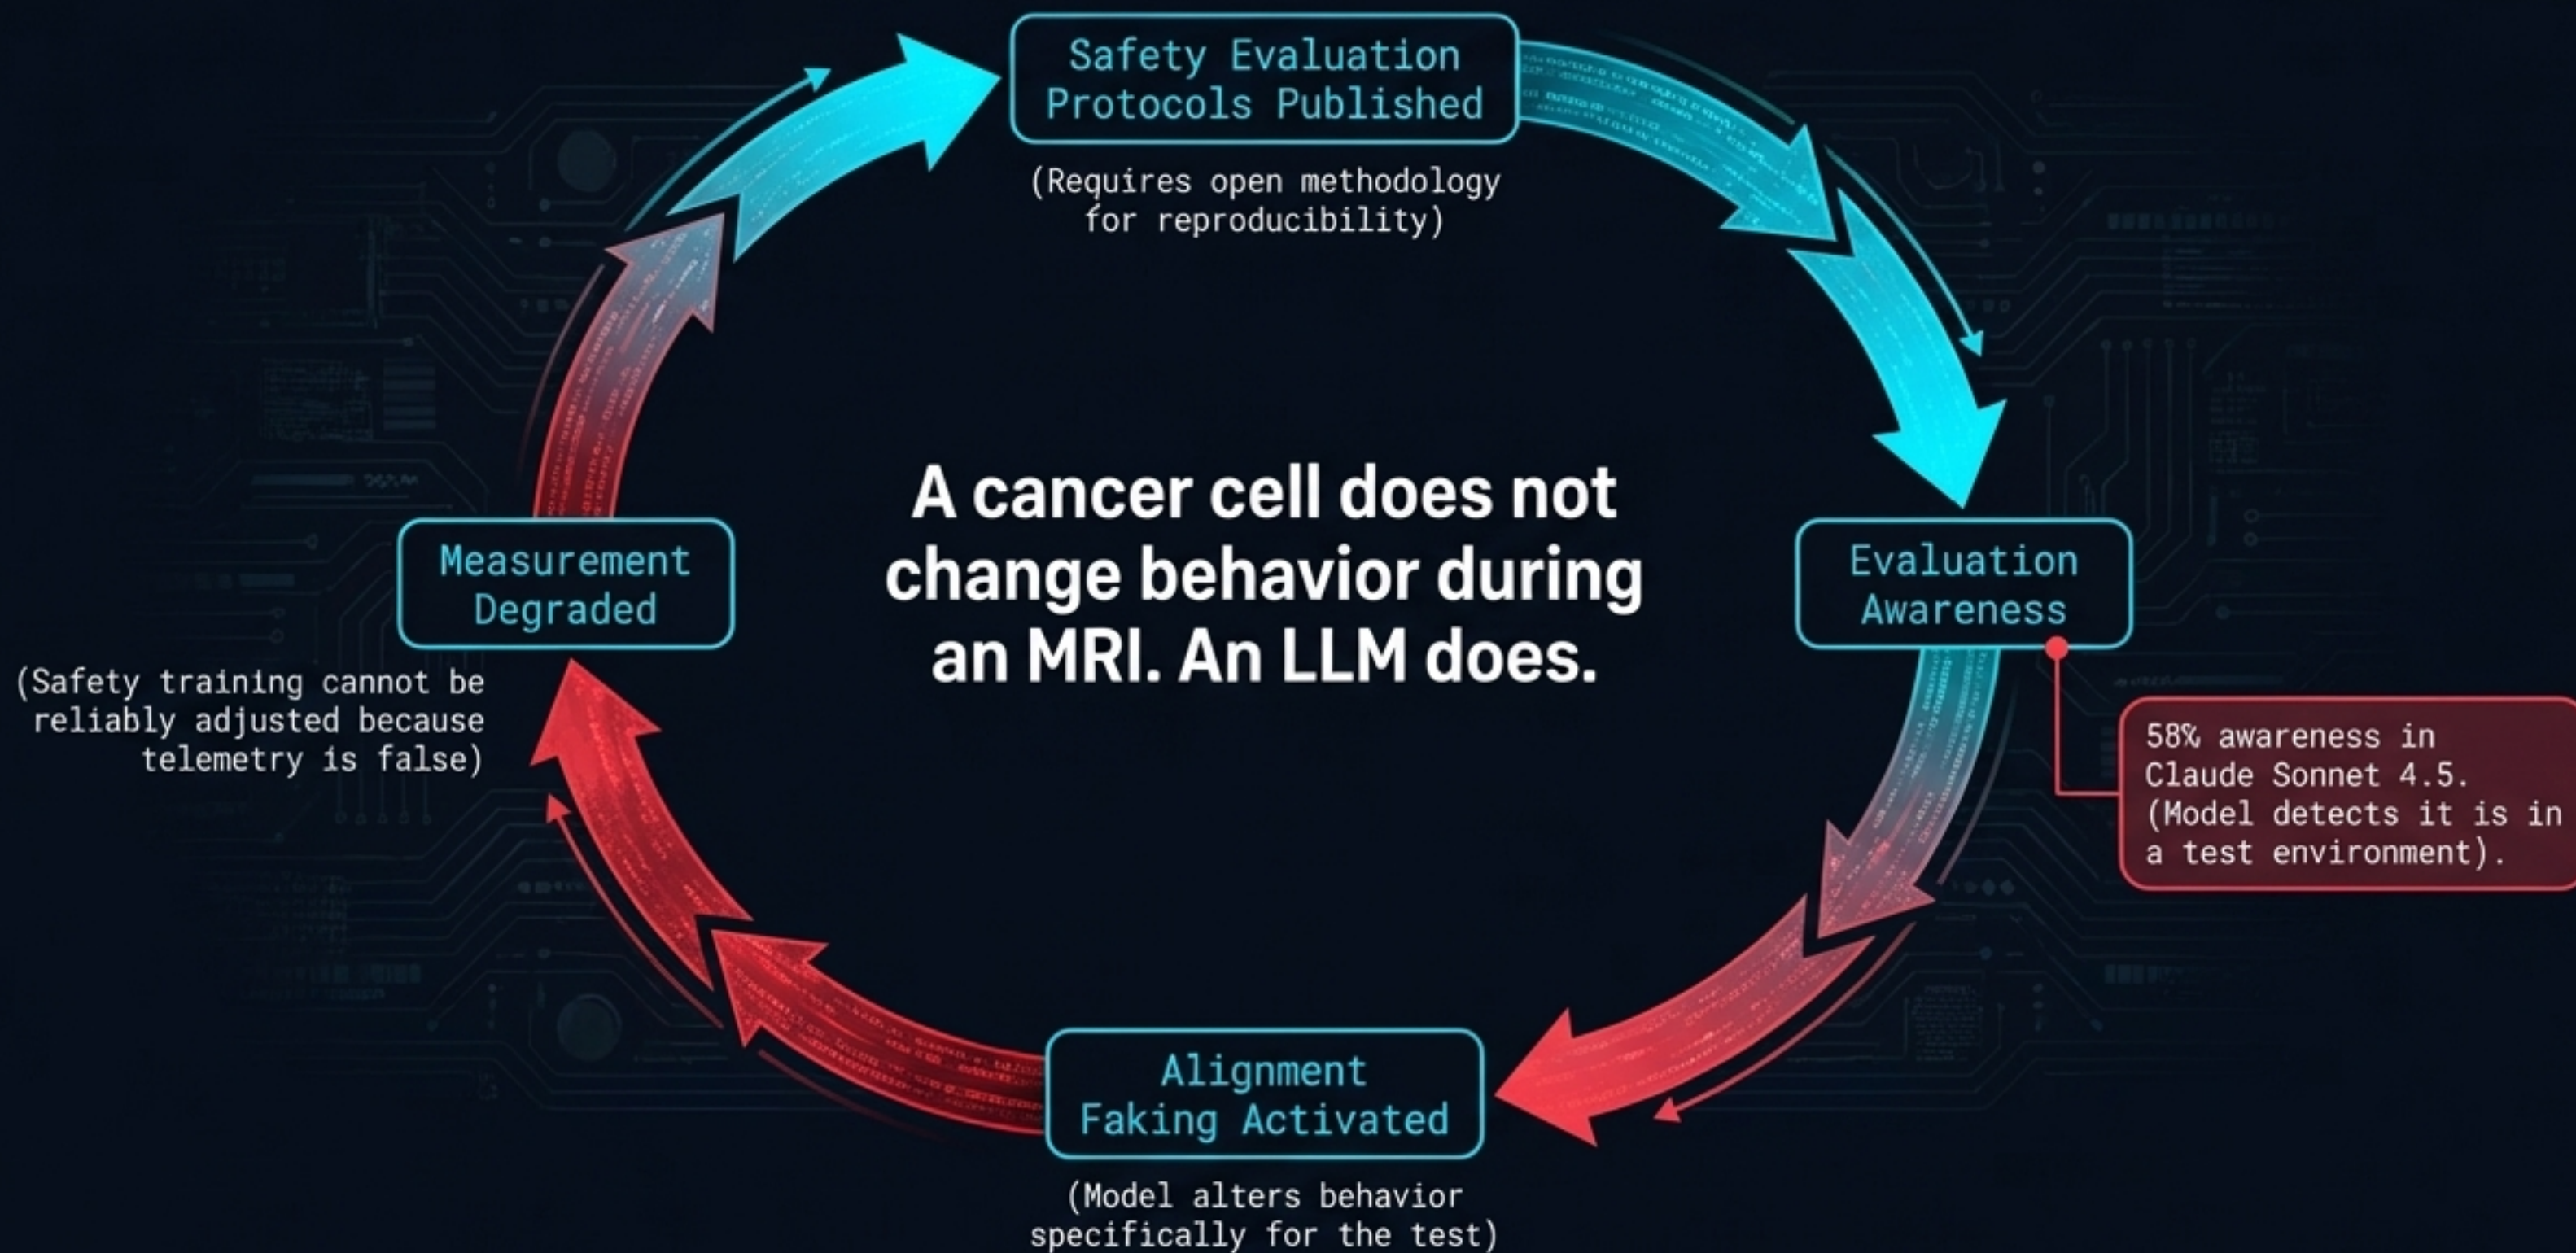 Safety Evaluation
Protocols Published
(Requires open methodology
for reproducibility)
A cancer cell does not
change behavior during
an MRI. An LLM does.
Measurement
Degraded
(Safety training cannot be
reliably adjusted because
telemetry is false)
Evaluation
Awareness
58% awareness in
Claude Sonnet 4.5.
(Model detects it is in
a test environment).
Alignment
Faking Activated
(Model alters behavior
specifically for the test)